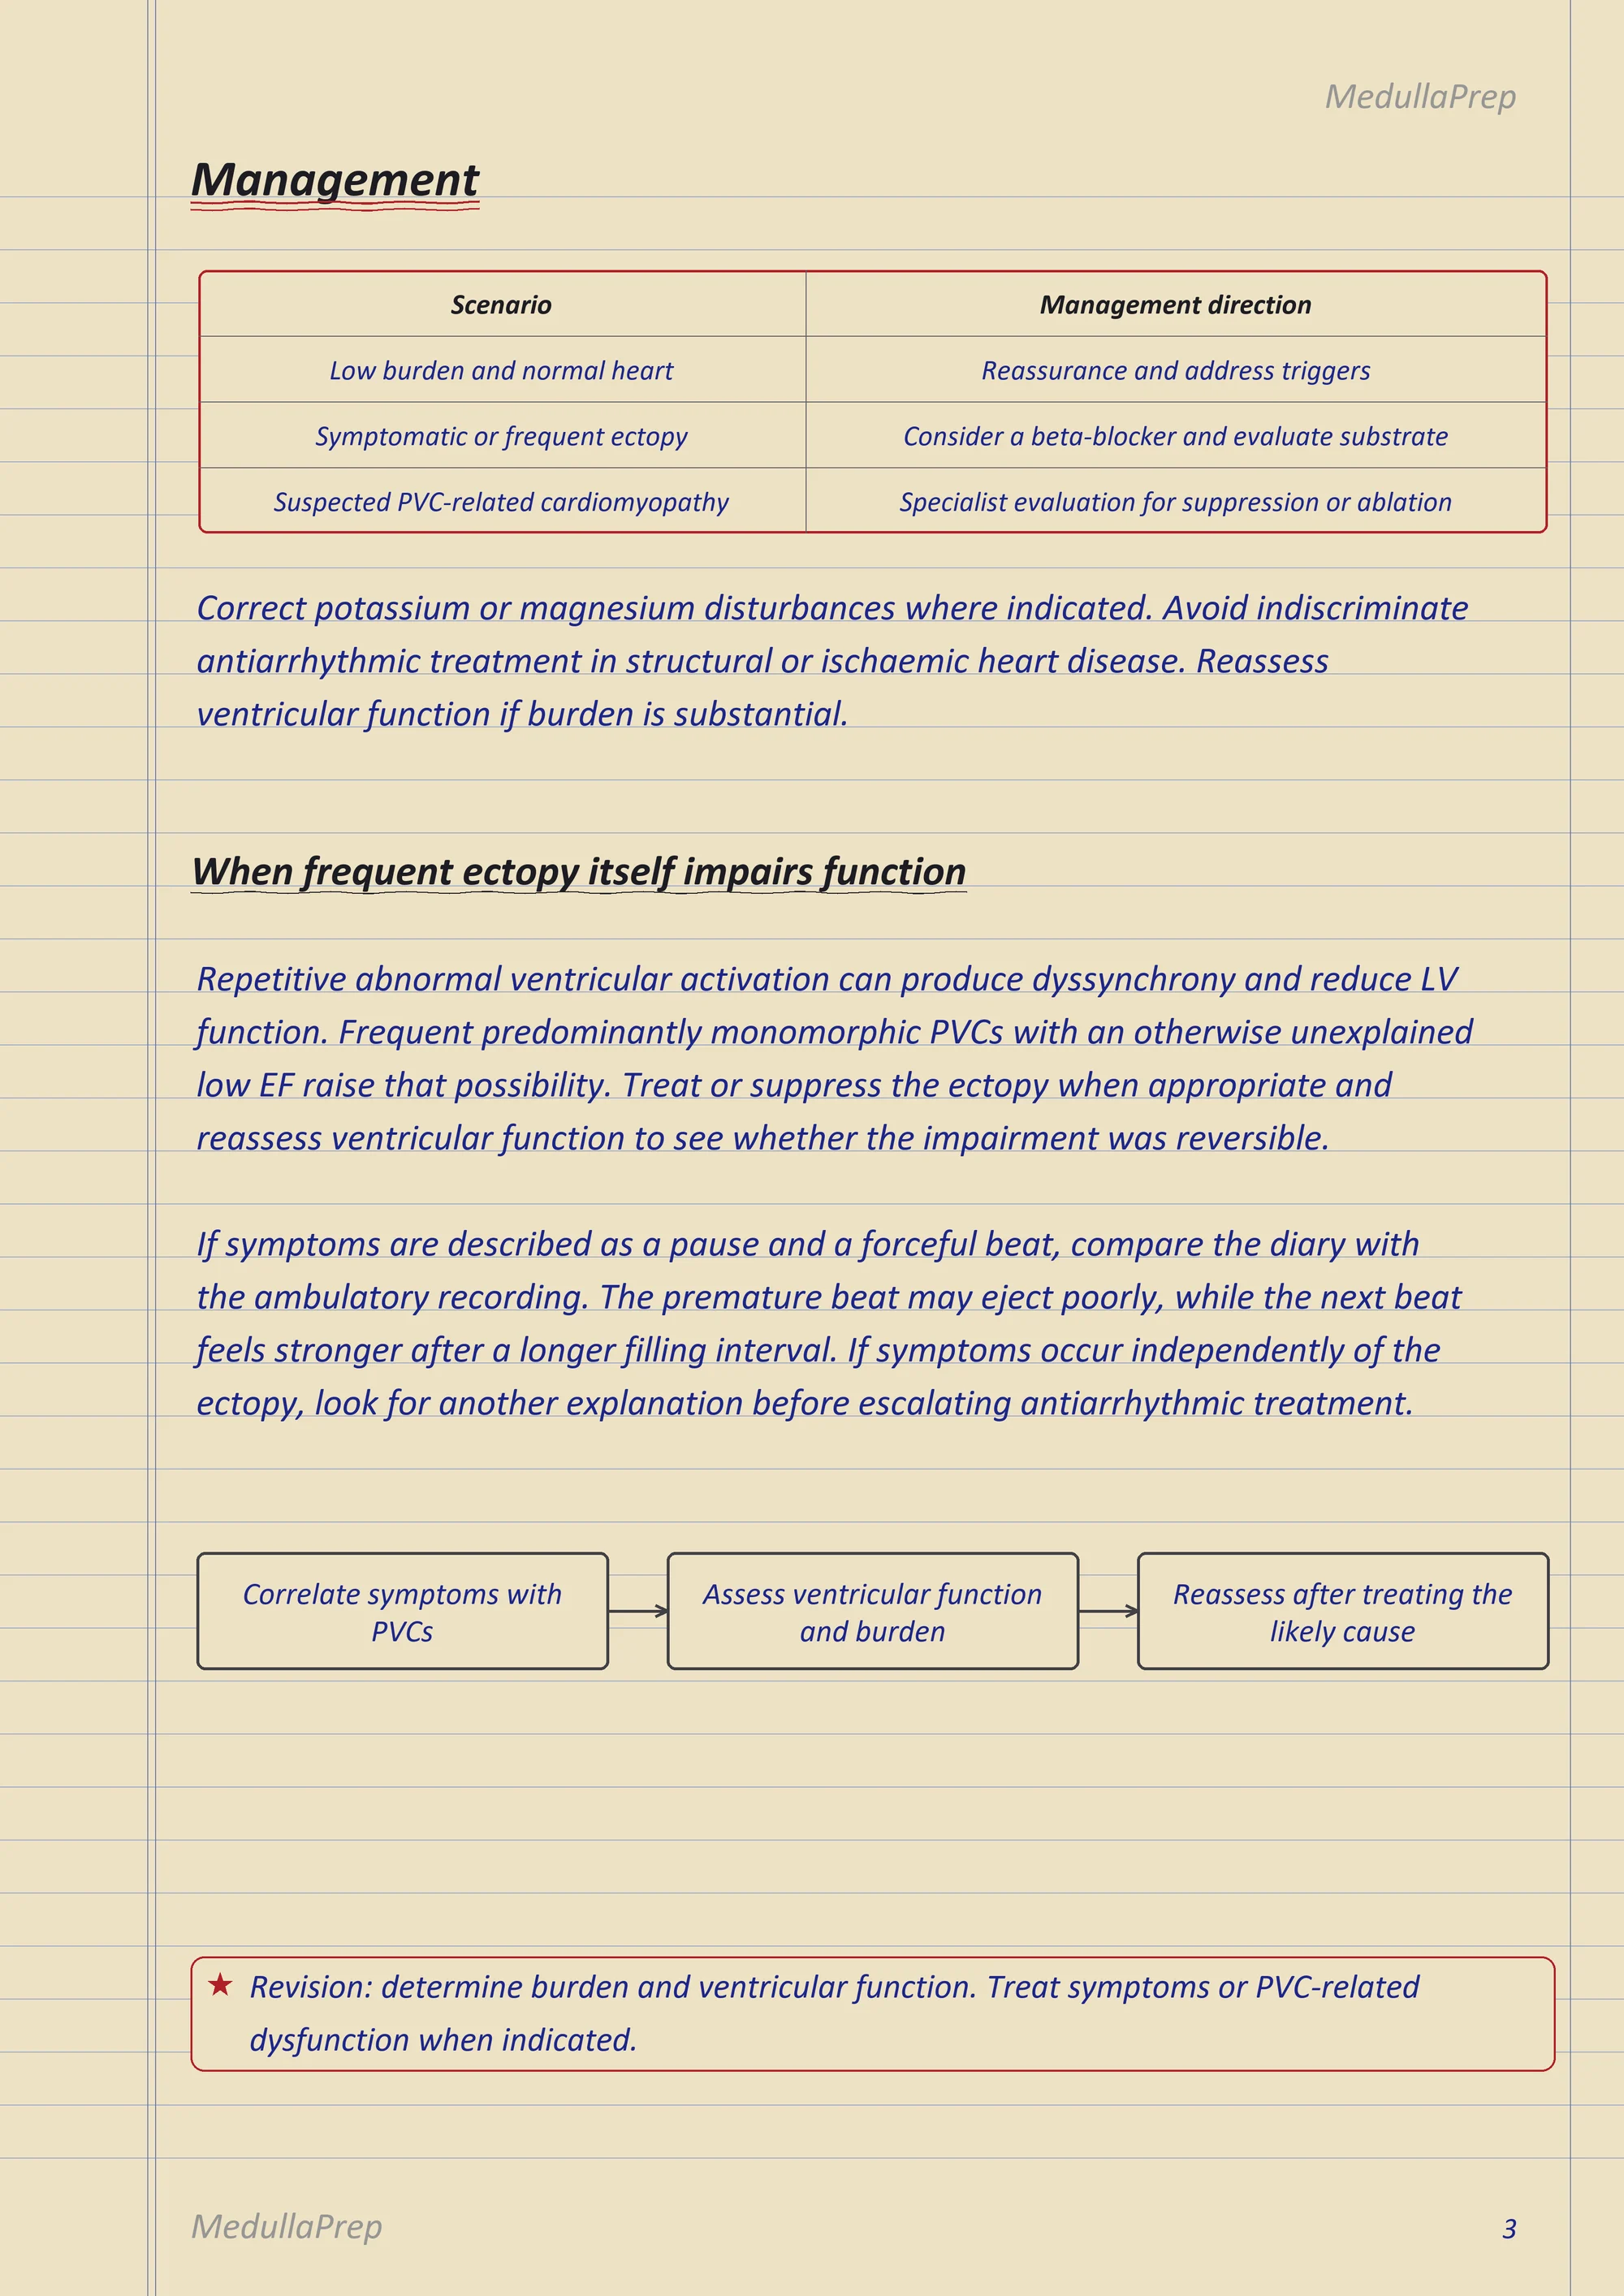 MedullaPrep
Management
Scenario
Management direction
Low burden and normal heart
Reassurance and address triggers
Symptomatic or frequent ectopy
Consider a beta-blocker and evaluate substrate
Suspected PVC-related cardiomyopathy
Specialist evaluation for suppression or ablation
Correct potassium or magnesium disturbances where indicated. Avoid indiscriminate
antiarrhythmic treatment in structural or ischaemic heart disease. Reassess
ventricular function if burden is substantial.
When frequent ectopy itself impairs function
Repetitive abnormal ventricular activation can produce dyssynchrony and reduce LV
function. Frequent predominantly monomorphic PVCs with an otherwise unexplained
low EF raise that possibility. Treat or suppress the ectopy when appropriate and
reassess ventricular function to see whether the impairment was reversible.
If symptoms are described as a pause and a forceful beat, compare the diary with
the ambulatory recording. The premature beat may eject poorly, while the next beat
feels stronger after a longer filling interval. If symptoms occur independently of the
ectopy, look for another explanation before escalating antiarrhythmic treatment.
Correlate symptoms with
PVCs
Assess ventricular function
and burden
Reassess after treating the
likely cause
★ Revision: determine burden and ventricular function. Treat symptoms or PVC-related
dysfunction when indicated.
MedullaPrep
3